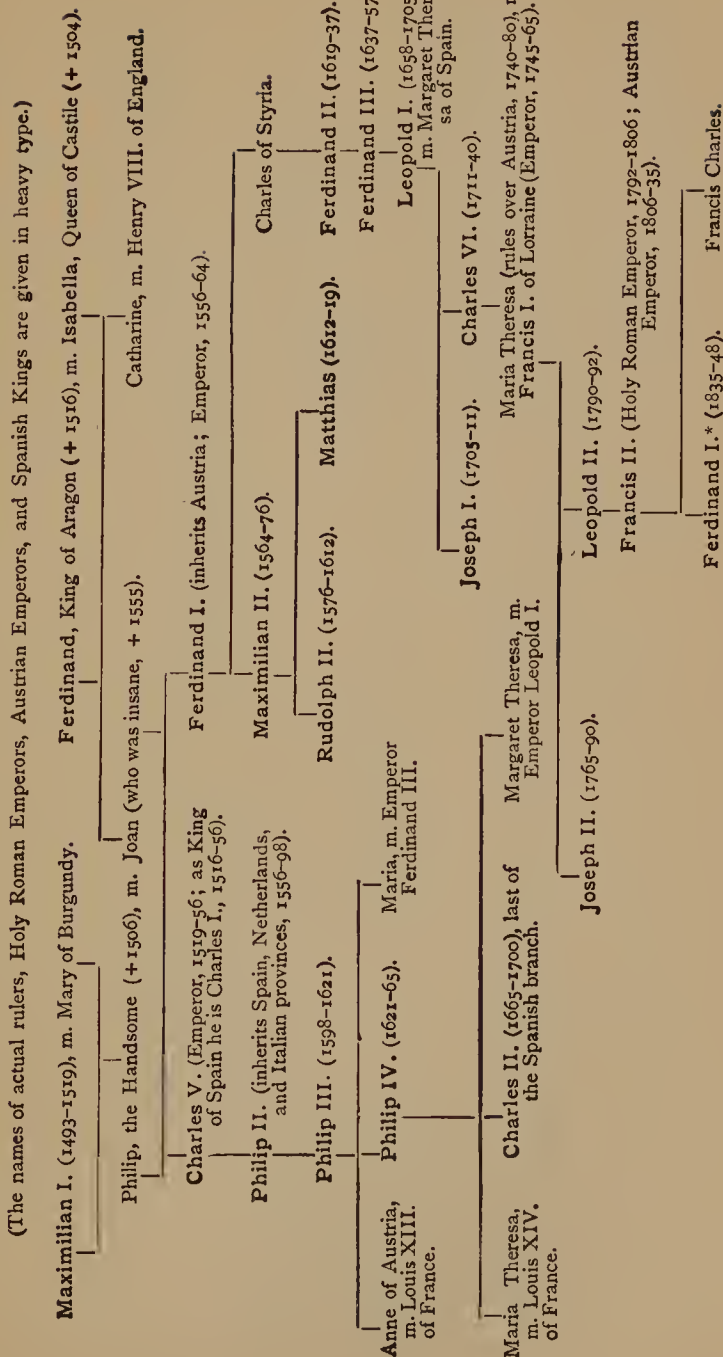 (The names of actual rulers, Holy Roman Emperors, Austrian Emperors, and Spanish Kings are given in heavy type.)
Maximilian I. (1493-1519), m. Mary of Burgundy.
Ferdinand, King of Aragon (+ 1516), m. Isabella, Queen of Castile (+ 1504).
Philip, the Handsome (+1506), m. Joan (who was insane, + 1555).
Catharine, m. Henry VIII. of England.
Charles V. (Emperor, 1519-56; as King
of Spain he is Charles I., 1516-56).
Ferdinand I. (inherits Austria; Emperor, 1556-64).
Philip II. (inherits Spain, Netherlands,
and Italian provinces, 1556-98).
Maximilian II. (1564-76).
Charles of Styria.
Philip III. (1598-1621).
Rudolph II. (1576-1612).
Matthias (1612-19).
Ferdinand II. (1619-37).
Anne of Austria,
m. Louis XIII.
of France.
Philip IV. (1621-65).
Maria, m. Emperor
Ferdinand III.
Ferdinand III. (1637-57
Leopold I. (1658-1705
m. Margaret Ther
sa of Spain.
Maria Theresa,
m. Louis XIV.
of France.
Charles II. (1665-1700), last of
the Spanish branch.
Margaret Theresa, m.
Emperor Leopold I.
Joseph I. (1705-11).
Charles VI. (1711-40).
Maria Theresa (rules over Austria, 1740-80),
Francis I. of Lorraine (Emperor, 1745-65).
Joseph II. (1765-90).
Leopold II. (1790-92).
Francis II. (Holy Roman Emperor, 1792-1806; Austrian
Emperor, 1806-35).
Ferdinand I.* (1835-48).
Francis Charles.